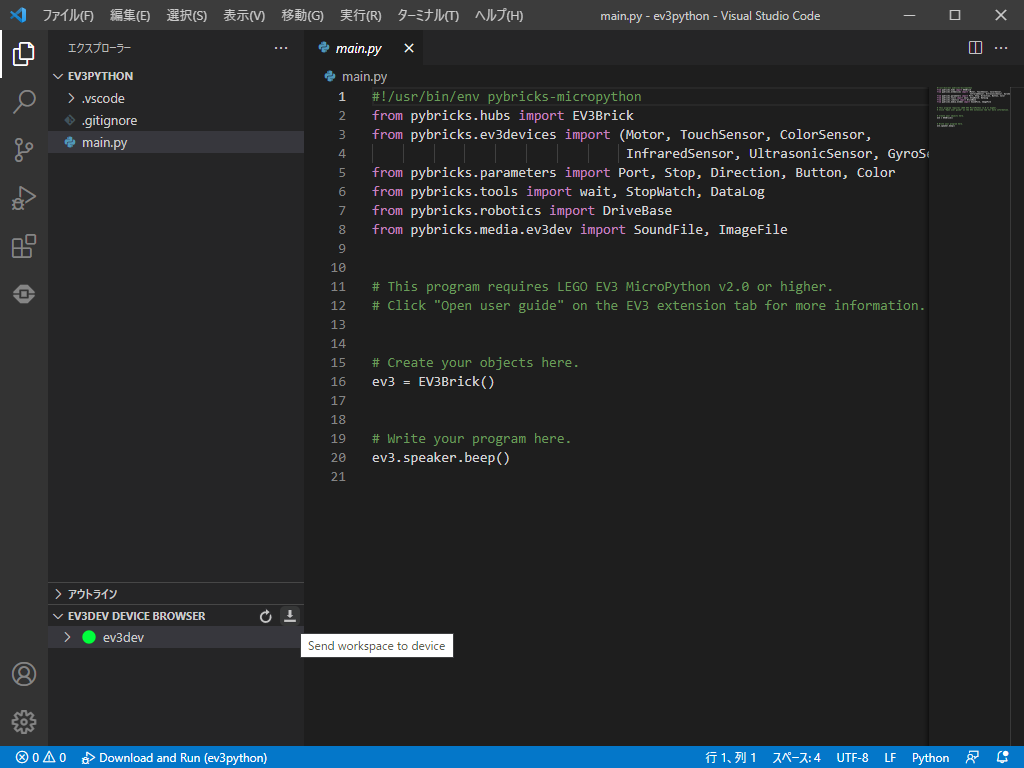 ファイル(F) 編集(E) 選択(S) 表示(V) 移動(G) 実行(R) ターミナル(T) ヘルプ(H) main.py - ev3python - Visual Studio Code
エクスプローラー
EV3PYTHON
.vscode
.gitignore
main.py
main.py
main.py
1 #!/usr/bin/env pybricks-micropython
2 from pybricks.hubs import EV3Brick
3 from pybricks.ev3devices import (Motor, TouchSensor, ColorSensor,
4 InfraredSensor, UltrasonicSensor, GyroSe
5 from pybricks.parameters import Port, Stop, Direction, Button, Color
6 from pybricks.tools import wait, StopWatch, DataLog
7 from pybricks.robotics import DriveBase
8 from pybricks.media.ev3dev import SoundFile, ImageFile
9
10
11 # This program requires LEGO EV3 MicroPython v2.0 or higher.
12 # Click "Open user guide" on the EV3 extension tab for more information.
13
14
15 # Create your objects here.
16 ev3 = EV3Brick()
17
18
19 # Write your program here.
20 ev3.speaker.beep()
21
アウトライン
EV3DEV DEVICE BROWSER
ev3dev
Send workspace to device
0 0 Download and Run (ev3python) 行 1、列 1 スペース: 4 UTF-8 LF Python